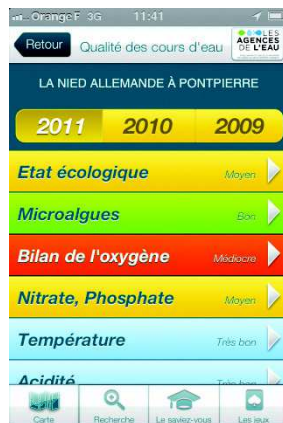 Orange F 3G 11:41
Retour Qualité des cours d'eau LES AGENCES DE L'EAU
LA NIED ALLEMANDE À PONTPIERRE
2011 2010 2009
Etat écologique Moyen
Microalgues Bon
Bilan de l'oxygène Médiocre
Nitrate, Phosphate Moyen
Température Très bon
Acidité Très bon
Carte Recherche Le saviez-vous Les jeux